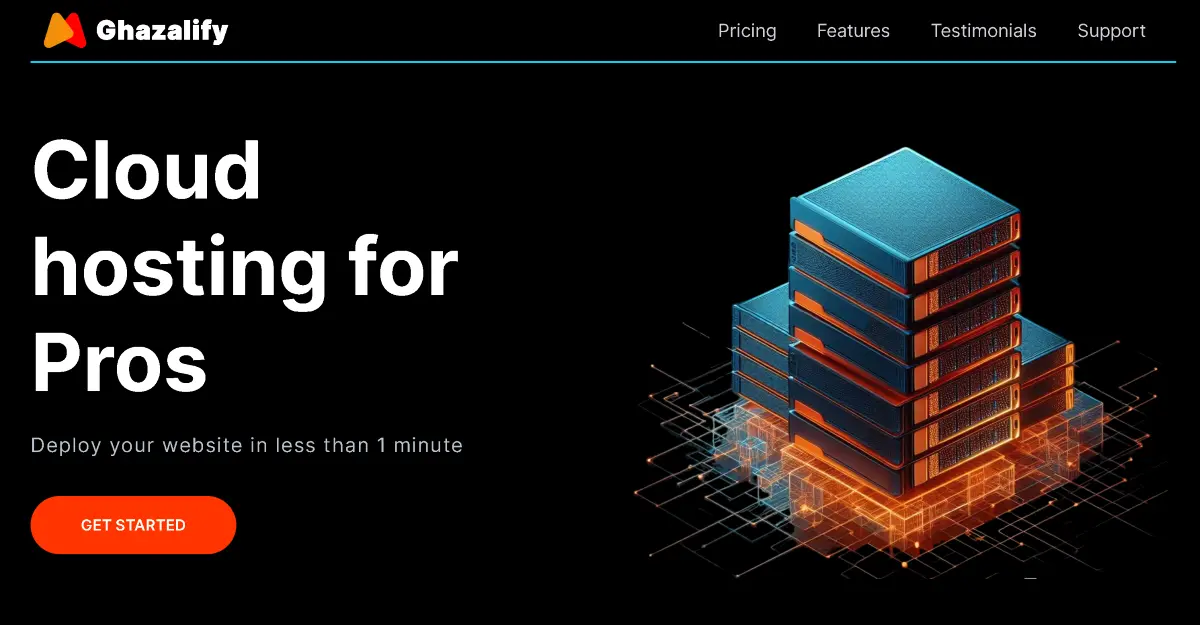 Ghazalify
Pricing
Features
Testimonials
Support
Cloud
hosting for
Pros
Deploy your website in less than 1 minute
GET STARTED